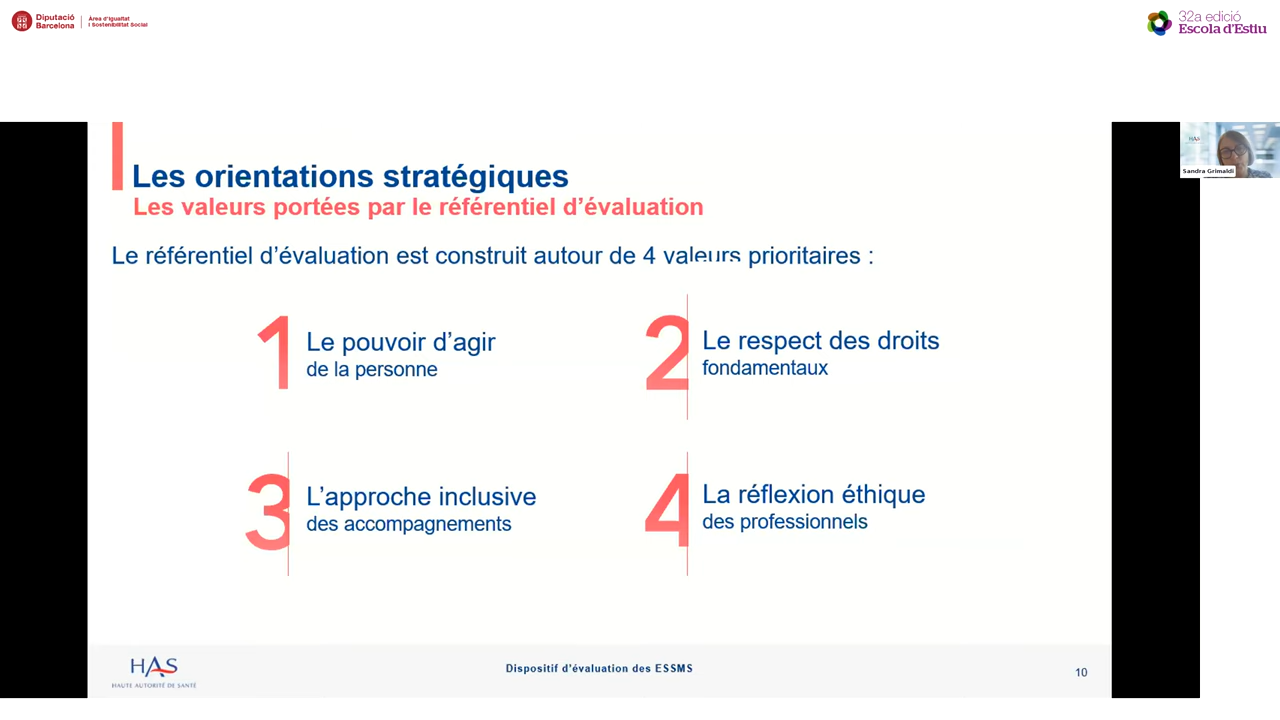 Diputació
Barcelona
Àrea d'Igualtat
i Sostenibilitat Social
32a edició
Escola d'Estiu
HAS
Sandra Grimaldi
Les orientations stratégiques
Les valeurs portées par le référentiel d'évaluation
Le référentiel d'évaluation est construit autour de 4 valeurs prioritaires :
1
Le pouvoir d'agir
de la personne
2
Le respect des droits
fondamentaux
3
L'approche inclusive
des accompagnements
4
La réflexion éthique
des professionnels
HAS
HAUTE AUTORITÉ DE SANTÉ
Dispositif d'évaluation des ESSMS
10